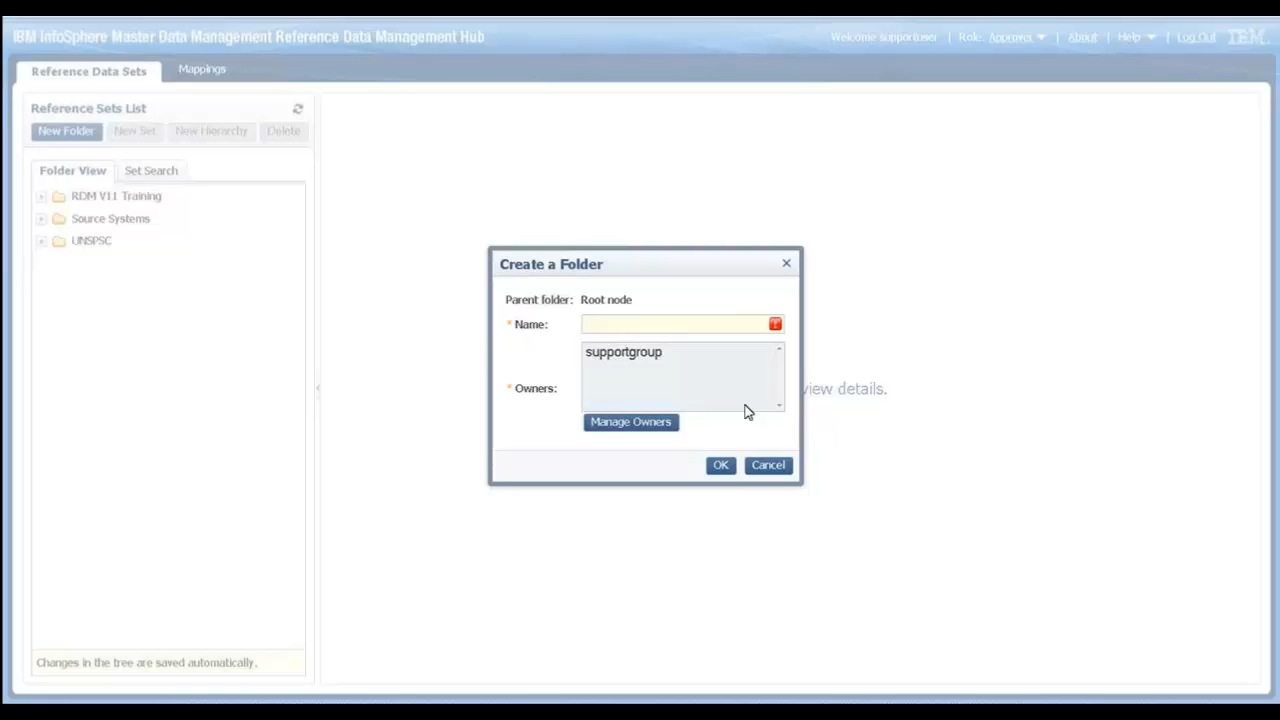 IBM InfoSphere Master Data Management Reference Data Management Hub
Welcome supportuser | Role: Approver | About | Help | Log Out IBM.
Reference Data Sets Mappings
Reference Sets List
New Folder New Set New Hierarchy Delete
Folder View Set Search
RDM V11 Training
Source Systems
UNSPSC
Create a Folder
Parent folder: Root node
* Name:
supportgroup
* Owners:
view details.
Manage Owners
OK Cancel
Changes in the tree are saved automatically.